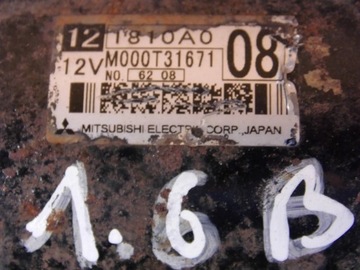 12 1810A0 08
12V M000T31671
NO. 62 08
MITSUBISHI ELECTRIC CORP. JAPAN
1.6 B